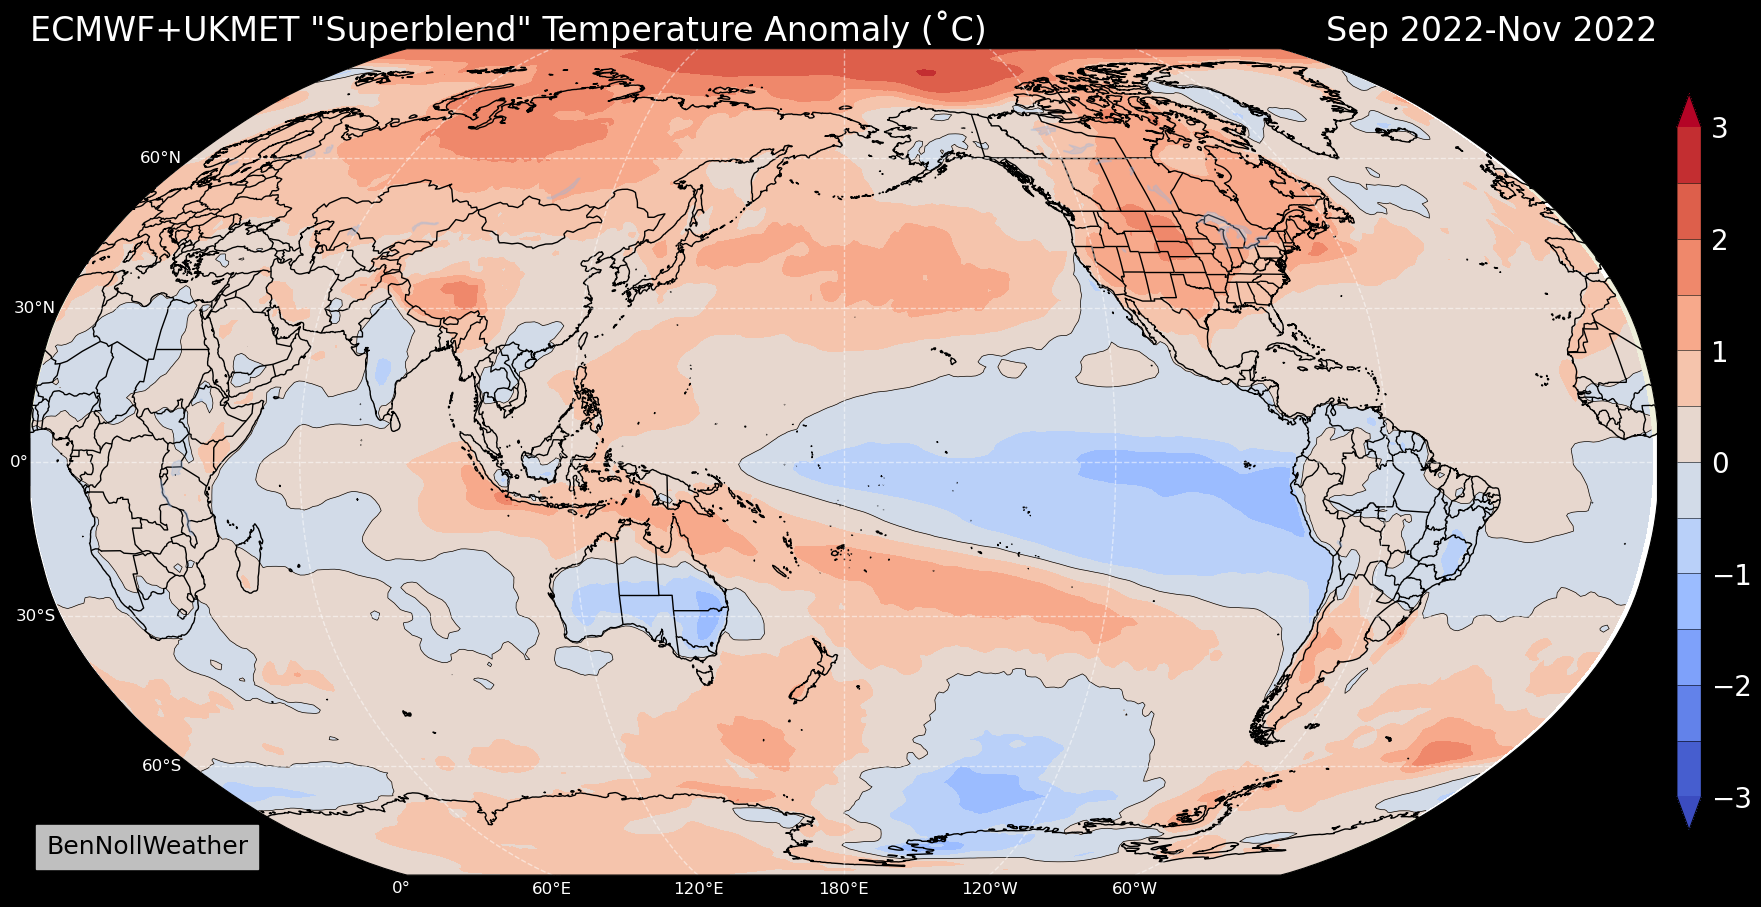 ECMWF+UKMET "Superblend" Temperature Anomaly (˚C)
Sep 2022-Nov 2022
60°N
30°N
0°
30°S
60°S
3
2
1
0
−1
−2
−3
BenNollWeather
0°
60°E
120°E
180°E
120°W
60°W